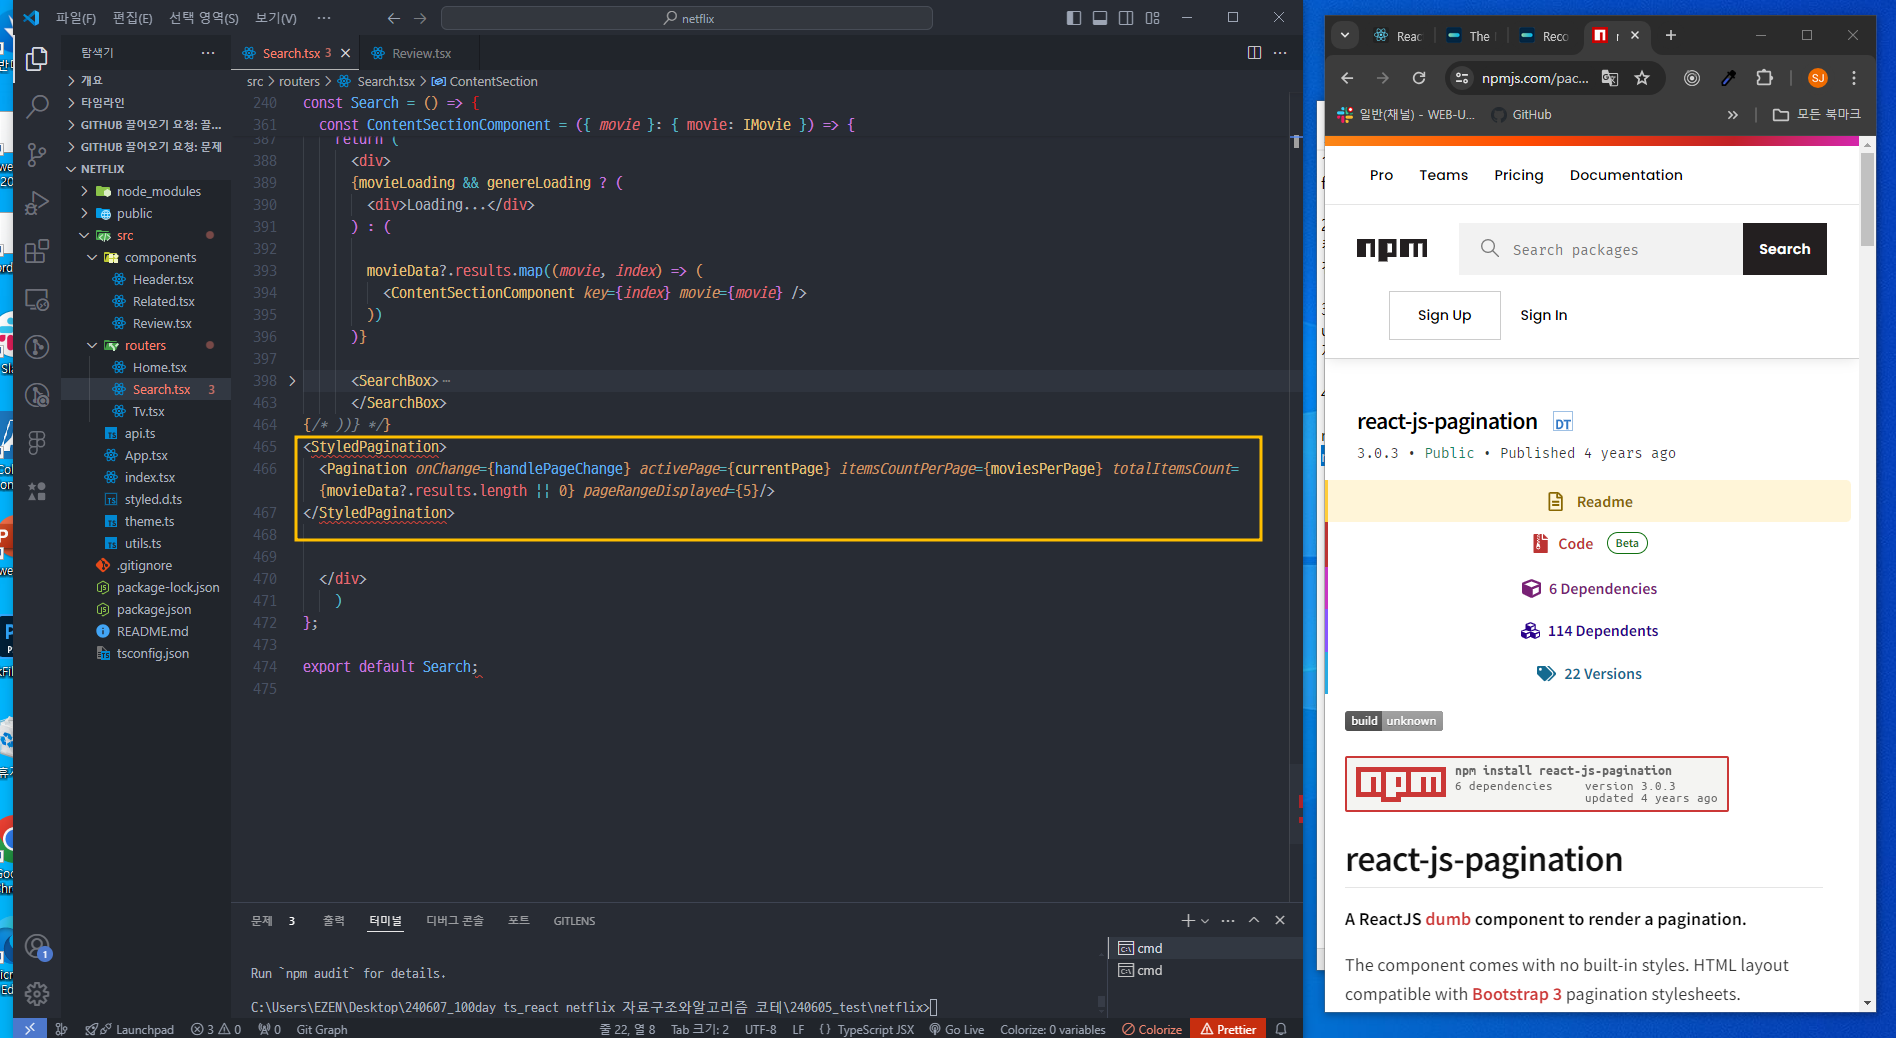 파일(F) 편집(E) 선택 영역(S) 보기(V) ···
netflix
탐색기
개요
타임라인
GITHUB 끌어오기 요청: 끌...
GITHUB 끌어오기 요청: 문제
NETFLIX
node_modules
public
src
components
Header.tsx
Related.tsx
Review.tsx
routers
Home.tsx
Search.tsx 3
Tv.tsx
api.ts
App.tsx
index.tsx
styled.d.ts
theme.ts
utils.ts
.gitignore
package-lock.json
package.json
README.md
tsconfig.json
Search.tsx 3
Review.tsx
src > routers > Search.tsx > ContentSection
240 const Search = () => {
361 const ContentSectionComponent = ({ movie }: { movie: IMovie }) => {
387 return (
388 <div>
389 {movieLoading && genereLoading ? (
390 <div>Loading...</div>
391 ) : (
392
393 movieData?.results.map((movie, index) => (
394 <ContentSectionComponent key={index} movie={movie} />
395 ))
396 )}
397
398 <SearchBox>···
463 </SearchBox>
464 {/* ))} */}
465 <StyledPagination>
466 <Pagination onChange={handlePageChange} activePage={currentPage} itemsCountPerPage={moviesPerPage} totalItemsCount=
{movieData?.results.length || 0} pageRangeDisplayed={5}/>
467 </StyledPagination>
468
469
470 </div>
471 )
472 };
473
474 export default Search;
475
문제 3 출력 터미널 디버그 콘솔 포트 GITLENS
Run `npm audit` for details.
C:\Users\EZEN\Desktop\240607_100day ts_react netflix 자료구조와알고리즘 코테\240605_test\netflix>
cmd
cmd
Launchpad 3 0 0 Git Graph
줄 22, 열 8 Tab 크기: 2 UTF-8 LF {} TypeScript JSX Go Live Colorize: 0 variables Colorize Prettier
1
Reac
The
Reco
npmjs.com/pac...
SJ
일반(채널) - WEB-U...
GitHub
모든 북마크
Pro Teams Pricing Documentation
npm
Search packages
Search
Sign Up
Sign In
react-js-pagination DT
3.0.3 • Public • Published 4 years ago
Readme
Code Beta
6 Dependencies
114 Dependents
22 Versions
build unknown
npm
npm install react-js-pagination
6 dependencies version 3.0.3
updated 4 years ago
react-js-pagination
A ReactJS dumb component to render a pagination.
The component comes with no built-in styles. HTML layout
compatible with Bootstrap 3 pagination stylesheets.